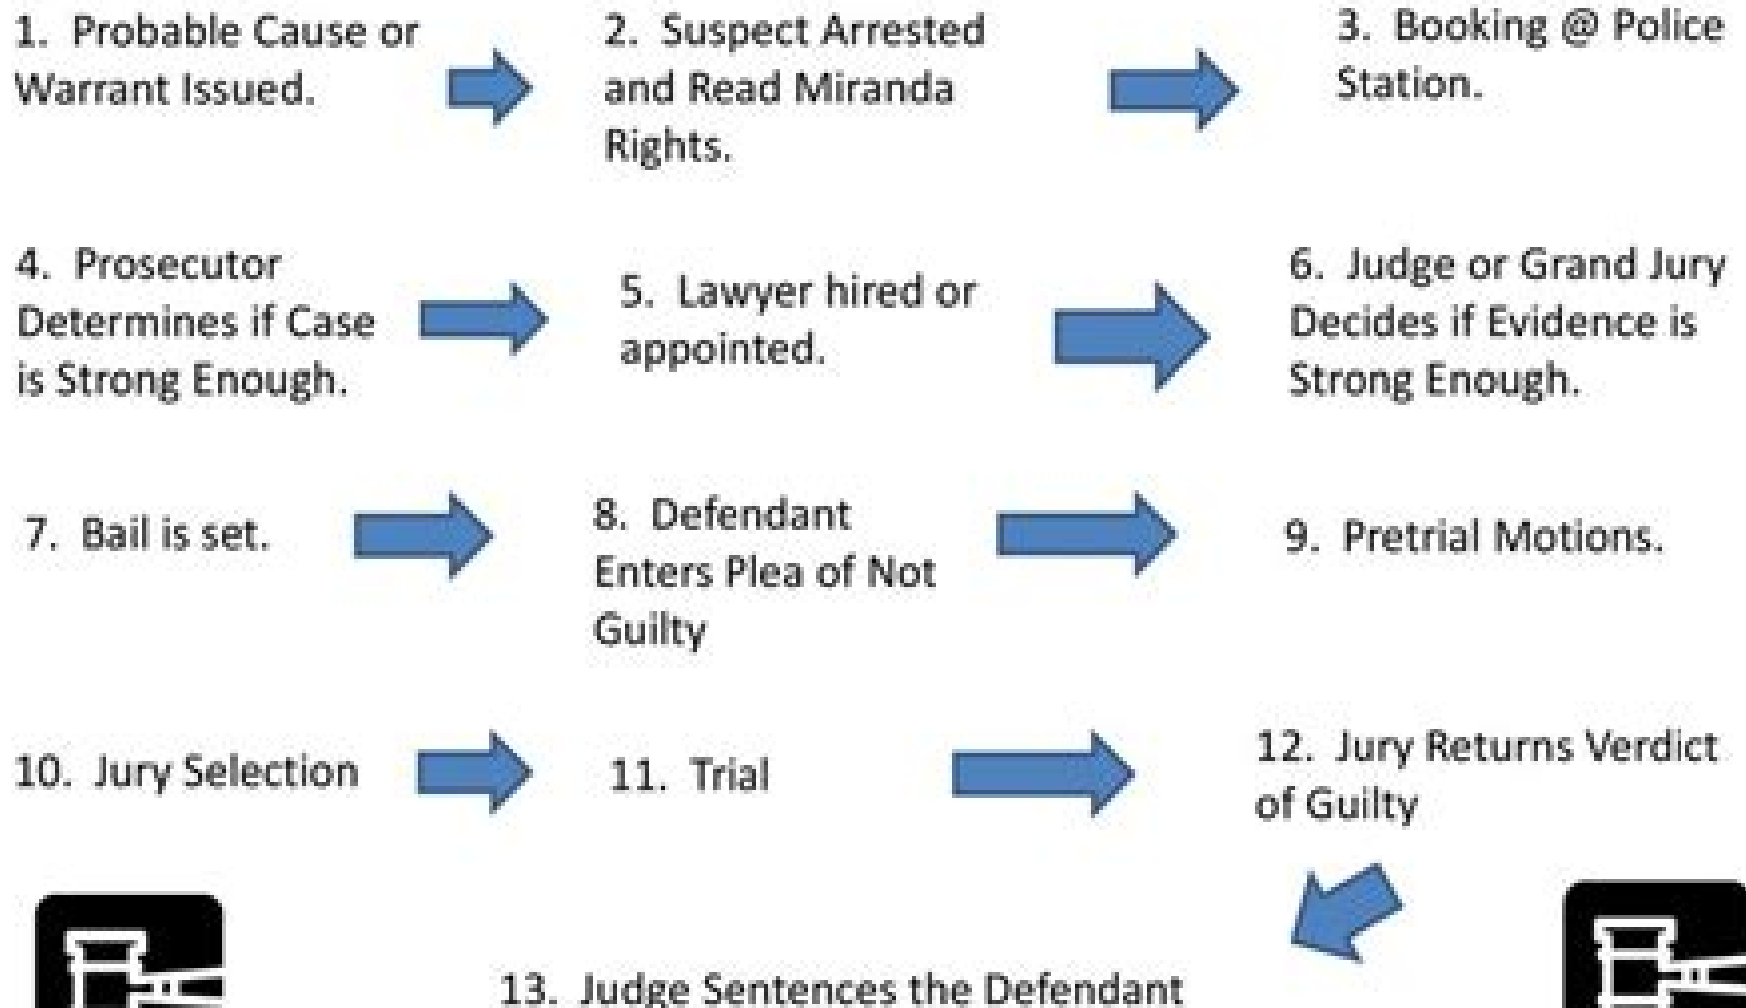 1. Probable Cause or
Warrant Issued.
2. Suspect Arrested
and Read Miranda
Rights.
3. Booking @ Police
Station.
4. Prosecutor
Determines if Case
is Strong Enough.
5. Lawyer hired or
appointed.
6. Judge or Grand Jury
Decides if Evidence is
Strong Enough.
7. Bail is set.
8. Defendant
Enters Plea of Not
Guilty
9. Pretrial Motions.
10. Jury Selection
11. Trial
12. Jury Returns Verdict
of Guilty
13. Judge Sentences the Defendant